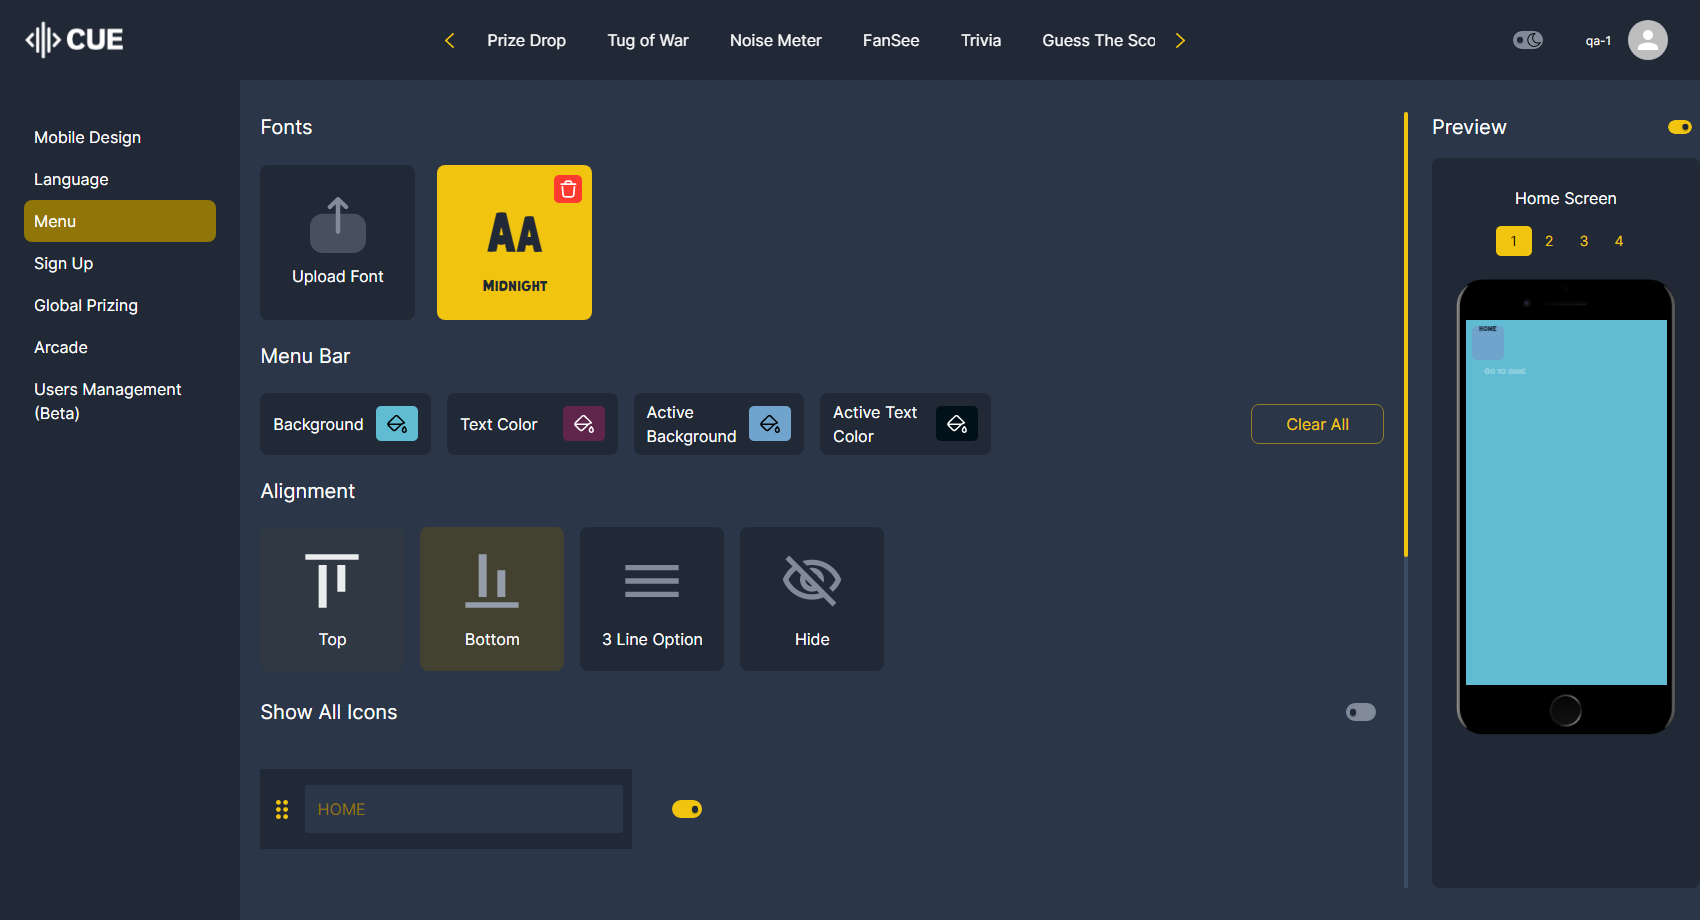 CUE
Prize Drop
Tug of War
Noise Meter
FanSee
Trivia
Guess The Sco
qa-1
Mobile Design
Language
Menu
Sign Up
Global Prizing
Arcade
Users Management
(Beta)
Fonts
Upload Font
AA
MIDNIGHT
Menu Bar
Background
Text Color
Active
Background
Active Text
Color
Clear All
Alignment
Top
Bottom
3 Line Option
Hide
Show All Icons
HOME
Preview
Home Screen
1 2 3 4
HOME
GO TO GAME